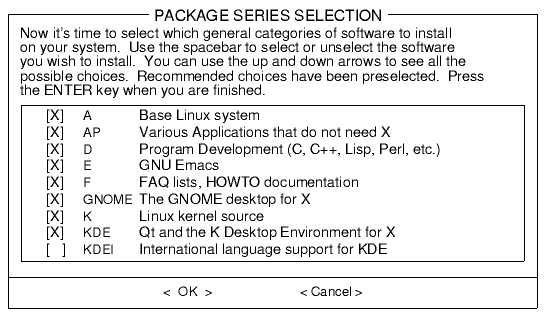 PACKAGE SERIES SELECTION
Now it's time to select which general categories of software to install
on your system. Use the spacebar to select or unselect the software
you wish to install. You can use the up and down arrows to see all the
possible choices. Recommended choices have been preselected. Press
the ENTER key when you are finished.
[X] A Base Linux system
[X] AP Various Applications that do not need X
[X] D Program Development (C, C++, Lisp, Perl, etc.)
[X] E GNU Emacs
[X] F FAQ lists, HOWTO documentation
[X] GNOME The GNOME desktop for X
[X] K Linux kernel source
[X] KDE Qt and the K Desktop Environment for X
[ ] KDEI International language support for KDE
< OK > < Cancel >